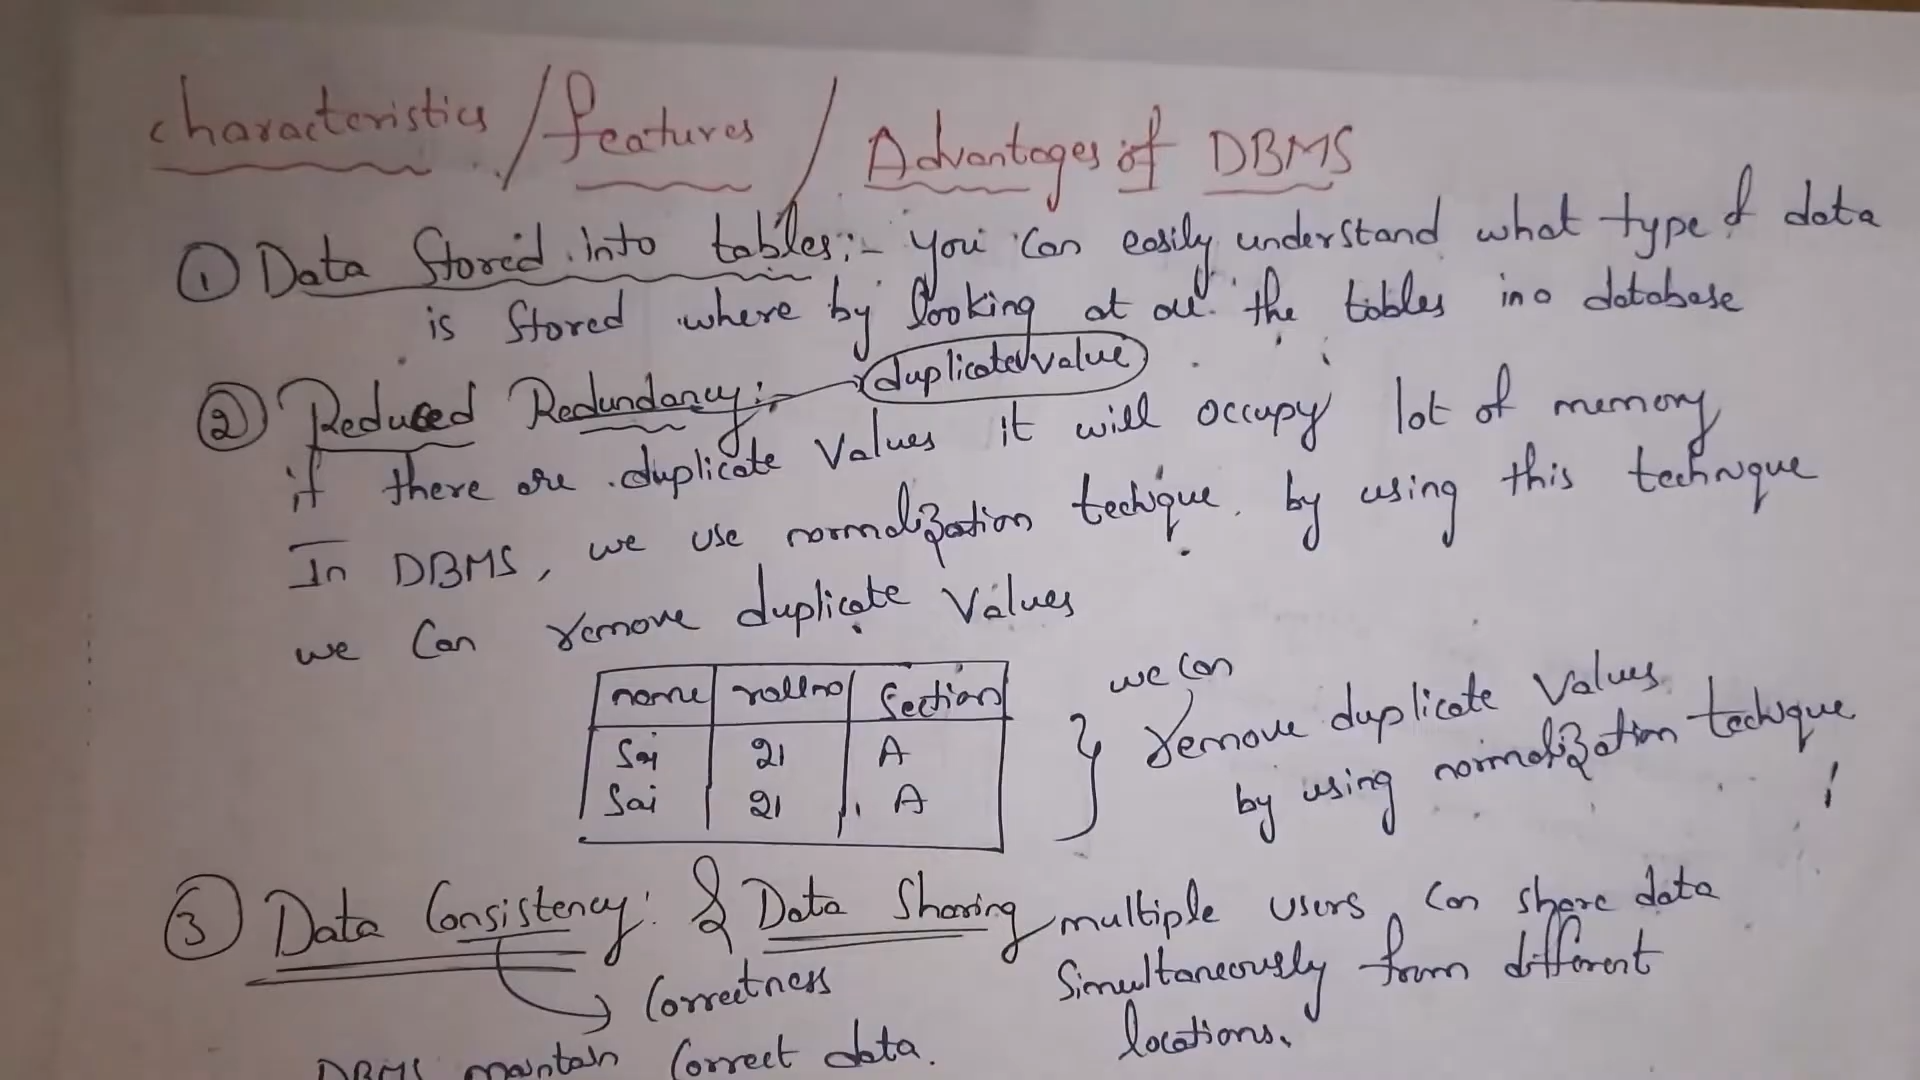 characteristics / features / Advantages of DBMS
① Data Stored into tables:- you can easily understand what type of data
is stored where by looking at all the tables in a database
② Reduced Redundancy:- duplicate value
if there are duplicate values it will occupy lot of memory
In DBMS, we use normalization techique. by using this technique
we can remove duplicate values
name rollno Section
Sai 21 A
Sai 21 A
we can
remove duplicate values
by using normalization techique
③ Data Consistency: & Data Sharing multiple users can share data
Simultaneously from different
locations.
Correctness
DBMS maintain correct data.